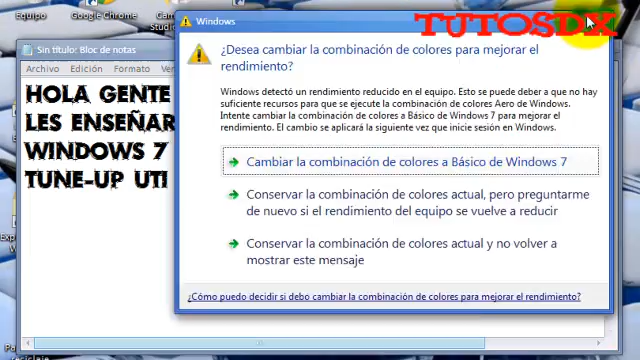 Equipo
Google Chrome
Studio
TUTOSDX
Windows
Sin título: Bloc de notas
Archivo Edición Formato
HOLA GENTE
LES ENSEÑAR
WINDOWS 7
TUNE-UP UTI
¿Desea cambiar la combinación de colores para mejorar el
rendimiento?
Windows detectó un rendimiento reducido en el equipo. Esto se puede deber a que no hay
suficiente recursos para que se ejecute la combinación de colores Aero de Windows.
Intente cambiar la combinación de colores a Básico de Windows 7 para mejorar el
rendimiento. El cambio se aplicará la siguiente vez que inicie sesión en Windows.
Cambiar la combinación de colores a Básico de Windows 7
Conservar la combinación de colores actual, pero preguntarme
de nuevo si el rendimiento del equipo se vuelve a reducir
Conservar la combinación de colores actual y no volver a
mostrar este mensaje
¿Cómo puedo decidir si debo cambiar la combinación de colores para mejorar el rendimiento?